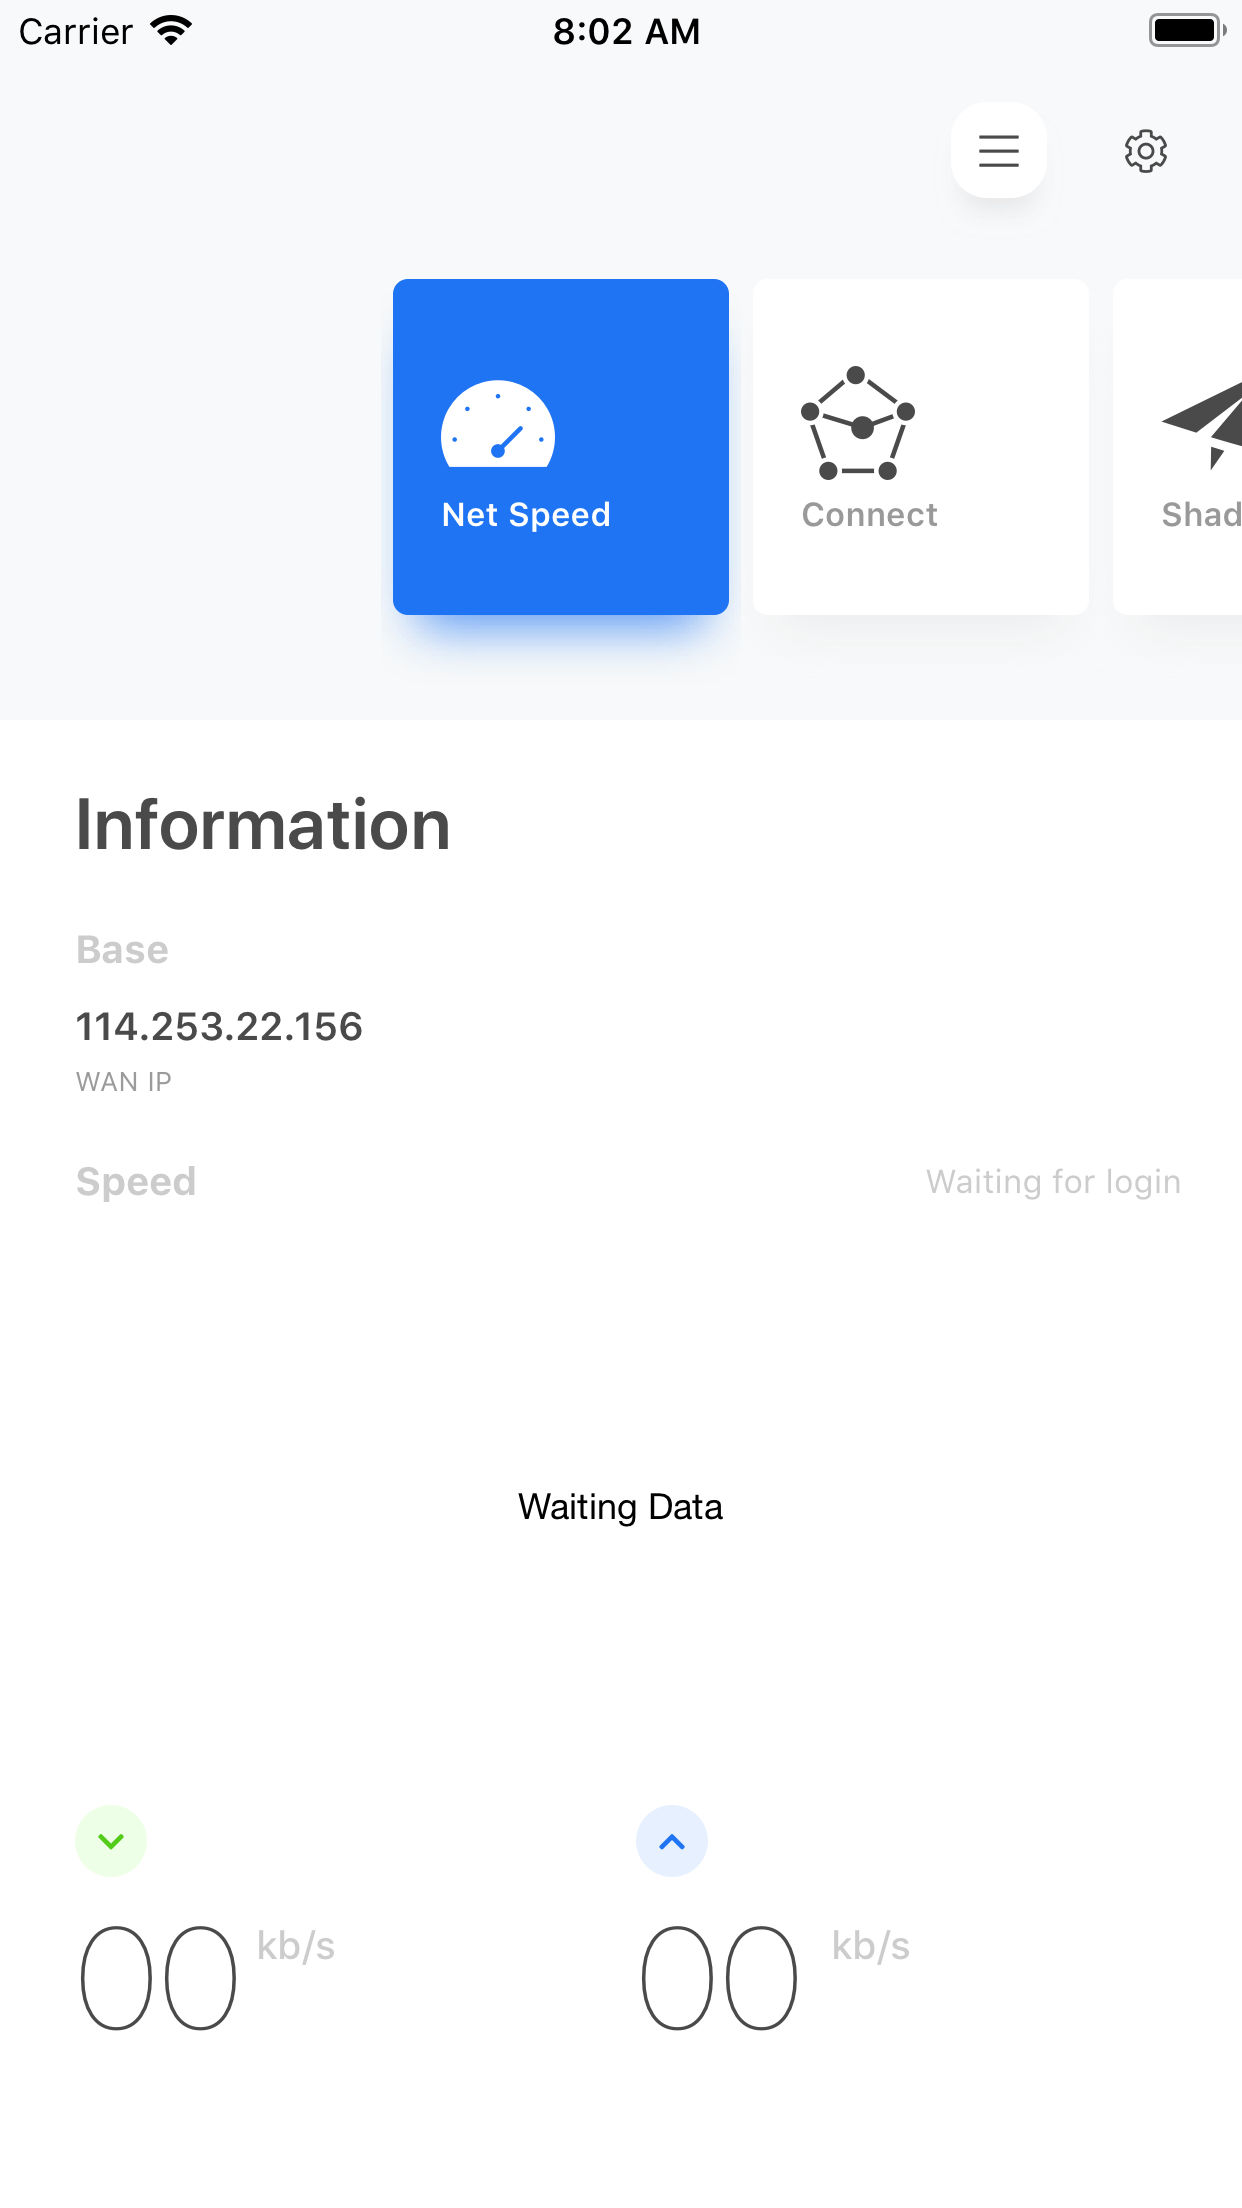 Carrier 8:02 AM
Net Speed
Connect
Shad
Information
Base
114.253.22.156
WAN IP
Speed Waiting for login
Waiting Data
00 kb/s 00 kb/s